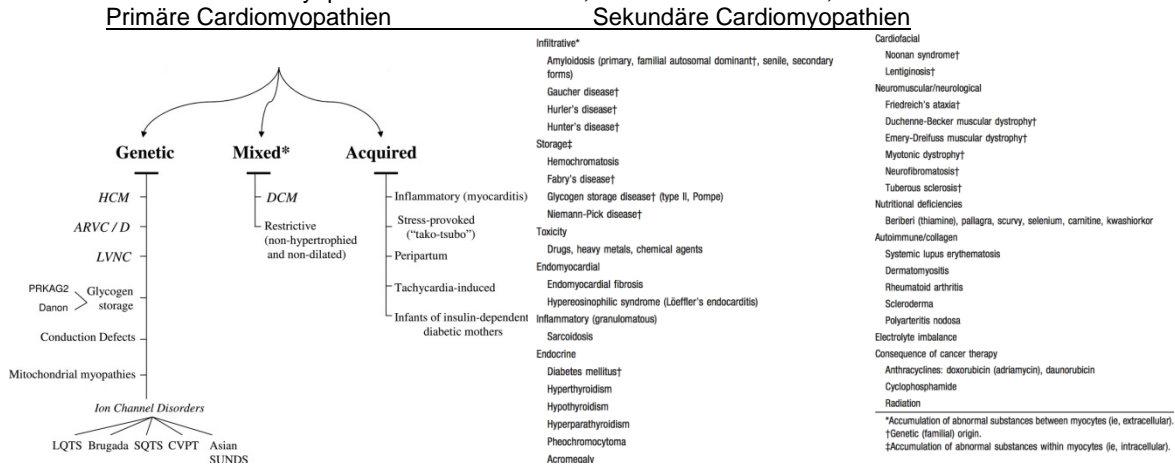 Primäre Cardiomyopathien
Sekundäre Cardiomyopathien
Genetic
HCM
ARVC / D
LVNC
PRKAG2
Danon
Glycogen
storage
Conduction Defects
Mitochondrial myopathies
Ion Channel Disorders
LQTS Brugada SQTS CVPT Asian
SUNDS
Mixed*
DCM
Restrictive
(non-hypertrophied
and non-dilated)
Acquired
Inflammatory (myocarditis)
Stress-provoked
("tako-tsubo")
Peripartum
Tachycardia-induced
Infants of insulin-dependent
diabetic mothers
Infiltrative*
Amyloidosis (primary, familial autosomal dominant†, senile, secondary
forms)
Gaucher disease†
Hurler's disease†
Hunter's disease†
Storage‡
Hemochromatosis
Fabry's disease†
Glycogen storage disease† (type II, Pompe)
Niemann-Pick disease†
Toxicity
Drugs, heavy metals, chemical agents
Endomyocardial
Endomyocardial fibrosis
Hypereosinophilic syndrome (Löeffler's endocarditis)
Inflammatory (granulomatous)
Sarcoidosis
Endocrine
Diabetes mellitus†
Hyperthyroidism
Hypothyroidism
Hyperparathyroidism
Pheochromocytoma
Acromegaly
Cardiofacial
Noonan syndrome†
Lentiginosis†
Neuromuscular/neurological
Friedreich's ataxia†
Duchenne-Becker muscular dystrophy†
Emery-Dreifuss muscular dystrophy†
Myotonic dystrophy†
Neurofibromatosis†
Tuberous sclerosis†
Nutritional deficiencies
Beriberi (thiamine), pallagra, scurvy, selenium, carnitine, kwashiorkor
Autoimmune/collagen
Systemic lupus erythematosis
Dermatomyositis
Rheumatoid arthritis
Scleroderma
Polyarteritis nodosa
Electrolyte imbalance
Consequence of cancer therapy
Anthracyclines: doxorubicin (adriamycin), daunorubicin
Cyclophosphamide
Radiation
*Accumulation of abnormal substances between myocytes (ie, extracellular).
†Genetic (familial) origin.
‡Accumulation of abnormal substances within myocytes (ie, intracellular).